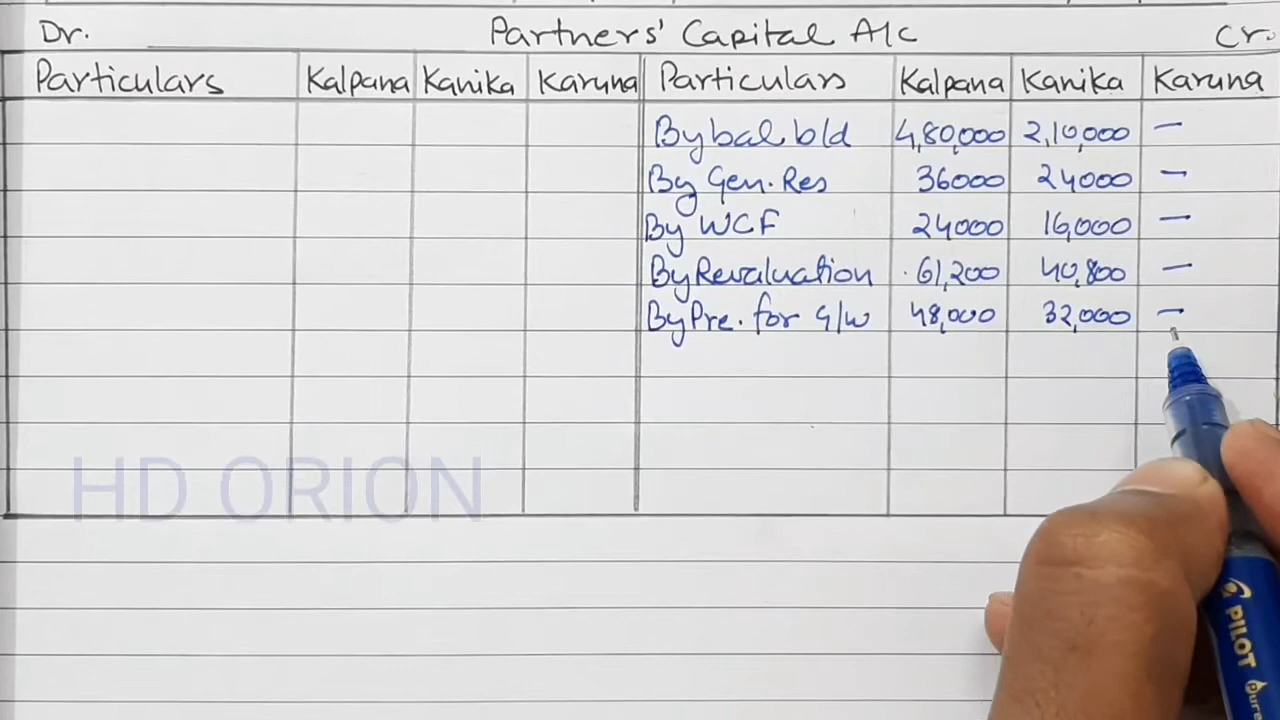 Dr. Partners' Capital A/c Cr.
Particulars Kalpana Kanika Karuna Particulars Kalpana Kanika Karuna
By bal b/d 4,80,000 2,10,000 —
By Gen. Res 36000 24000 —
By WCF 24000 16,000 —
By Revaluation 61,200 40,800 —
By Pre. for G/W 48,000 32,000 —
HD ORION
PILOT
Pure